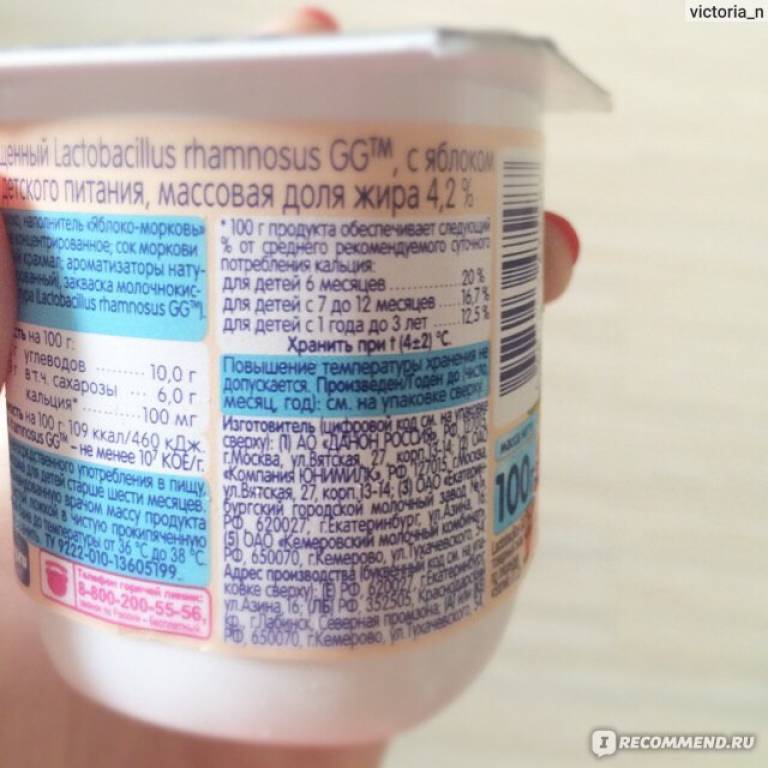 victoria_n
щенный Lactobacillus rhamnosus GG™, с яблоком
детского питания, массовая доля жира 4,2 %
наполнитель «Яблоко-морковь»
концентрированное; сок моркови
крахмал; ароматизаторы нату-
закваска молочнокис-
Lactobacillus rhamnosus GG™).
на 100 г:
углеводов 10,0 г
в т.ч. сахарозы 6,0 г
кальция* 100 мг
на 100 г: 109 ккал/460 кДж.
rhamnosus GG™ – не менее 10⁷ КОЕ/г.
употребления в пищу,
для детей старше шести месяцев.
врачом массу продукта
ложкой в чистую прокипяченную
до температуры от 36 °С до 38 °С.
ТУ 9222-010-13605199
Телефон горячей линии:
8-800-200-55-56,
звонок по России – бесплатный.
* 100 г продукта обеспечивает следующий
% от среднего рекомендуемого суточного
потребления кальция:
для детей 6 месяцев 20 %
для детей с 7 до 12 месяцев 16,7 %
для детей с 1 года до 3 лет 12,5 %
Хранить при t (4±2) °С.
Повышение температуры хранения не
допускается. Произведен/Годен до (число,
месяц, год): см. на упаковке сверху.
Изготовитель (цифровой код см. на упаковке
сверху): (1) АО «ДАНОН РОССИЯ», РФ, 127015,
г.Москва, ул.Вятская, 27, корп.13-14; (2) ОАО
«Компания ЮНИМИЛК», РФ, 127015, г.Москва,
ул.Вятская, 27, корп.13-14; (3) ОАО «Екатерин-
бургский городской молочный завод №1»,
РФ, 620027, г.Екатеринбург, ул.Азина, 16;
(5) ОАО «Кемеровский молочный комбинат»,
РФ, 650070, г.Кемерово, ул.Тухачевского,
Адрес производства (буквенный код см. на упа-
ковке сверху): (Е) РФ, 620027, г.Екатеринбург,
ул.Азина, 16; (ЛБ) РФ, 352505, Краснодарский
г.Лабинск, Северная промзона;
РФ, 650070, г.Кемерово, ул.Тухачевского,
масса нетто
100
IRECOMMEND.RU